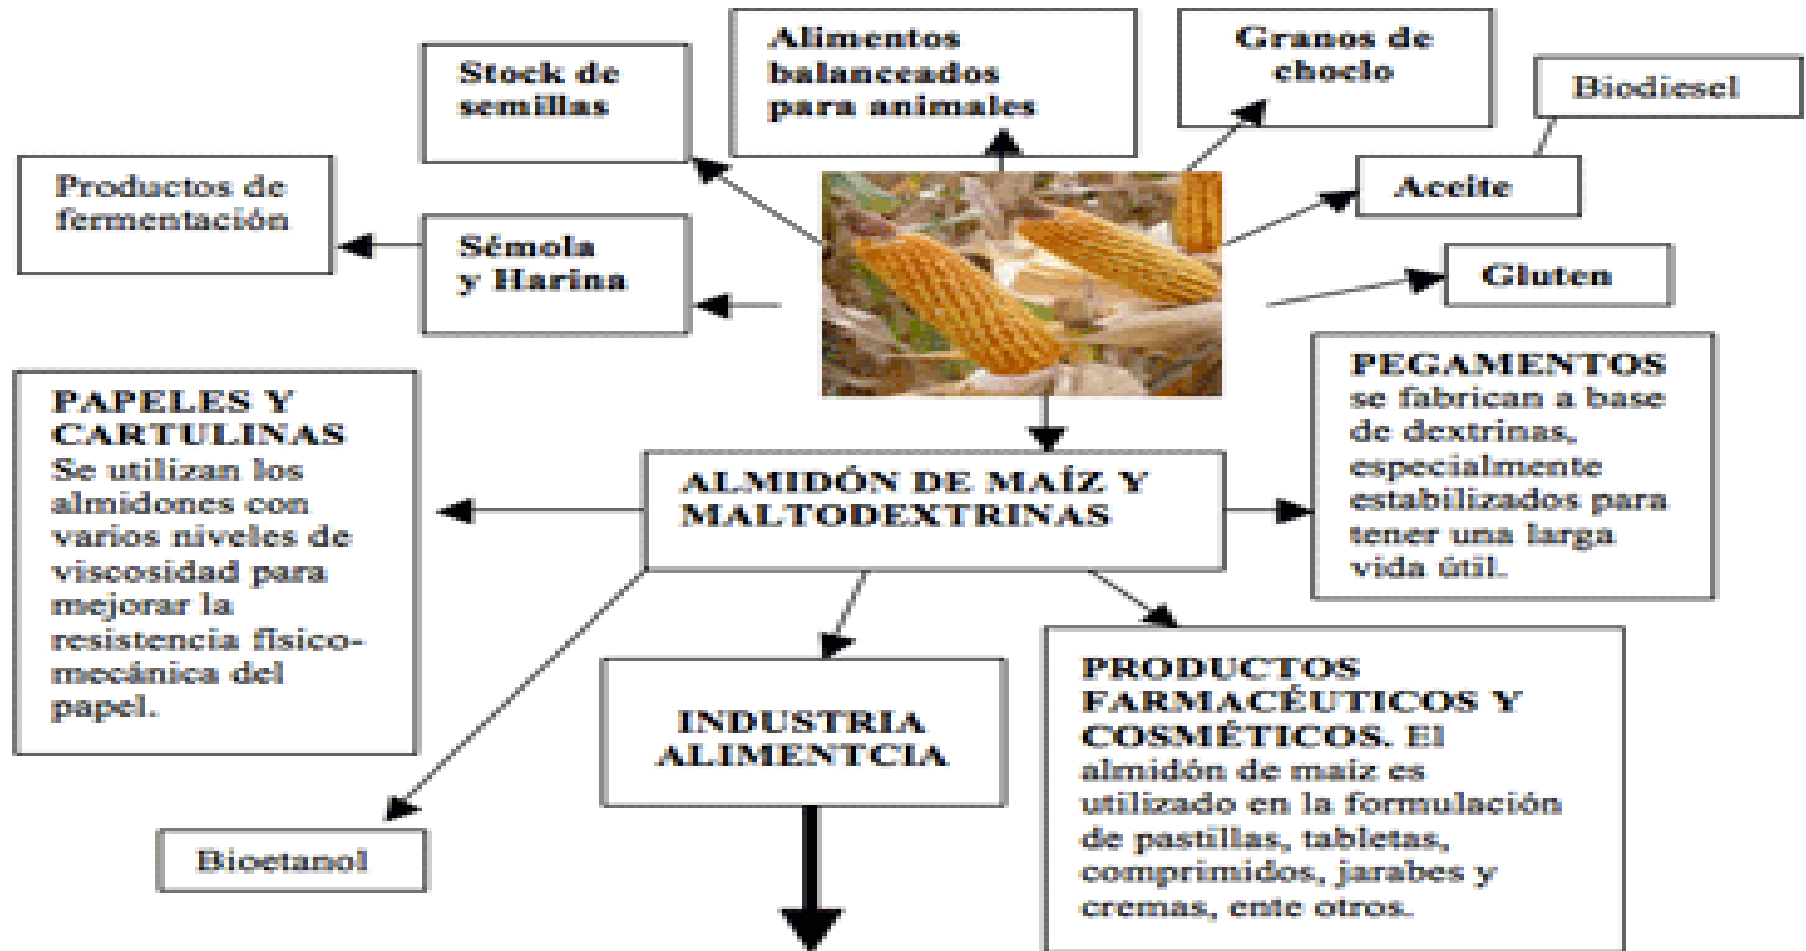 Alimentos
balanceados
para animales
Granos de
choclo
Stock de
semillas
Biodiesel
Productos de
fermentación
Aceite
Sémola
y Harina
Gluten
PAPELES Y
CARTULINAS
Se utilizan los
almidones con
varios niveles de
viscosidad para
mejorar la
resistencia físico-
mecánica del
papel.
ALMIDÓN DE MAÍZ Y
MALTODEXTRINAS
PEGAMENTOS
se fabrican a base
de dextrinas,
especialmente
estabilizados para
tener una larga
vida útil.
INDUSTRIA
ALIMENTCIA
PRODUCTOS
FARMACÉUTICOS Y
COSMÉTICOS. El
almidón de maíz es
utilizado en la formulación
de pastillas, tabletas,
comprimidos, jarabes y
cremas, ente otros.
Bioetanol